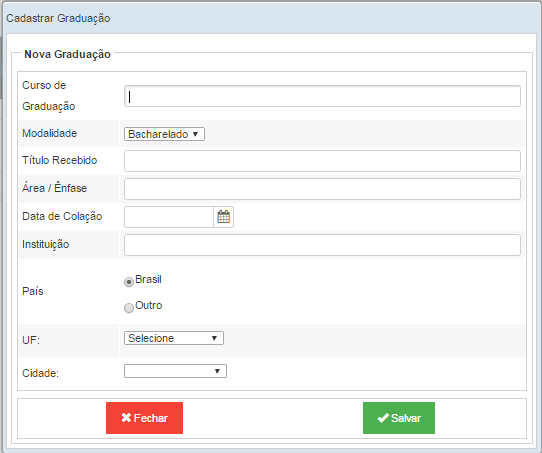 Cadastrar Graduação
Nova Graduação
Curso de
Graduação
Modalidade
Bacharelado
Título Recebido
Área / Ênfase
Data de Colação
Instituição
País
Brasil
Outro
UF:
Selecione
Cidade:
Fechar
Salvar